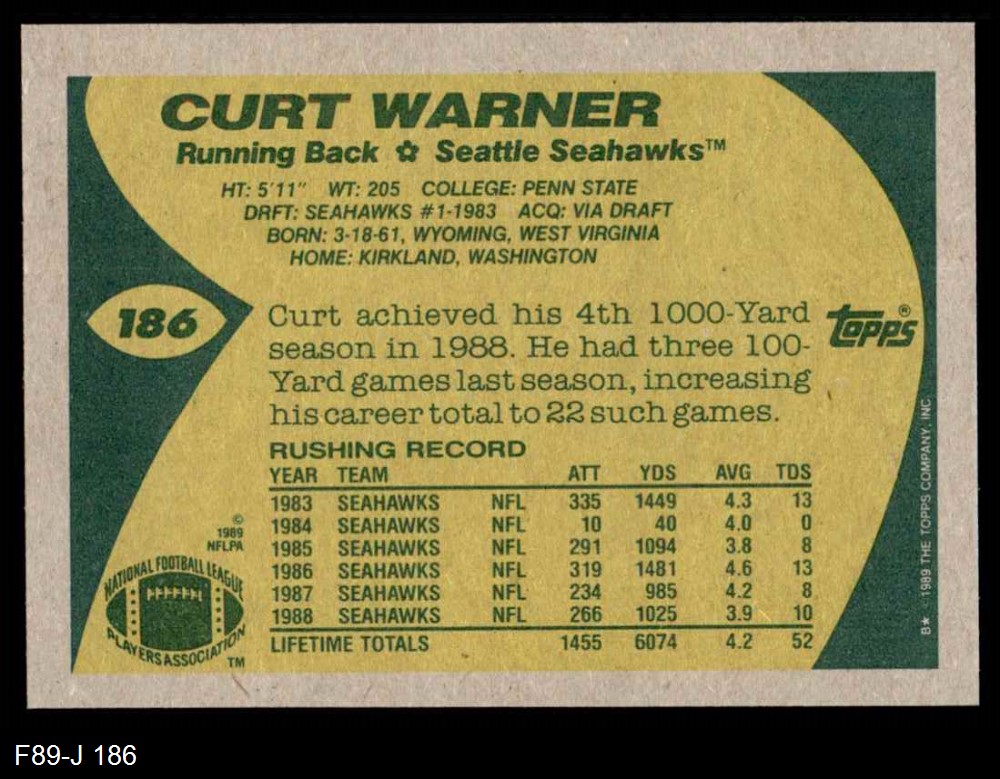 CURT WARNER
Running Back ✿ Seattle Seahawks™
HT: 5'11" WT: 205 COLLEGE: PENN STATE
DRFT: SEAHAWKS #1-1983 ACQ: VIA DRAFT
BORN: 3-18-61, WYOMING, WEST VIRGINIA
HOME: KIRKLAND, WASHINGTON
186
Curt achieved his 4th 1000-Yard
season in 1988. He had three 100-
Yard games last season, increasing
his career total to 22 such games.
topps®
RUSHING RECORD
YEAR TEAM ATT YDS AVG TDS
1983 SEAHAWKS NFL 335 1449 4.3 13
1984 SEAHAWKS NFL 10 40 4.0 0
1985 SEAHAWKS NFL 291 1094 3.8 8
1986 SEAHAWKS NFL 319 1481 4.6 13
1987 SEAHAWKS NFL 234 985 4.2 8
1988 SEAHAWKS NFL 266 1025 3.9 10
LIFETIME TOTALS 1455 6074 4.2 52
©
1989
NFLPA
NATIONAL FOOTBALL LEAGUE
PLAYERS ASSOCIATION
TM
B★ 1989 THE TOPPS COMPANY, INC.
F89-J 186